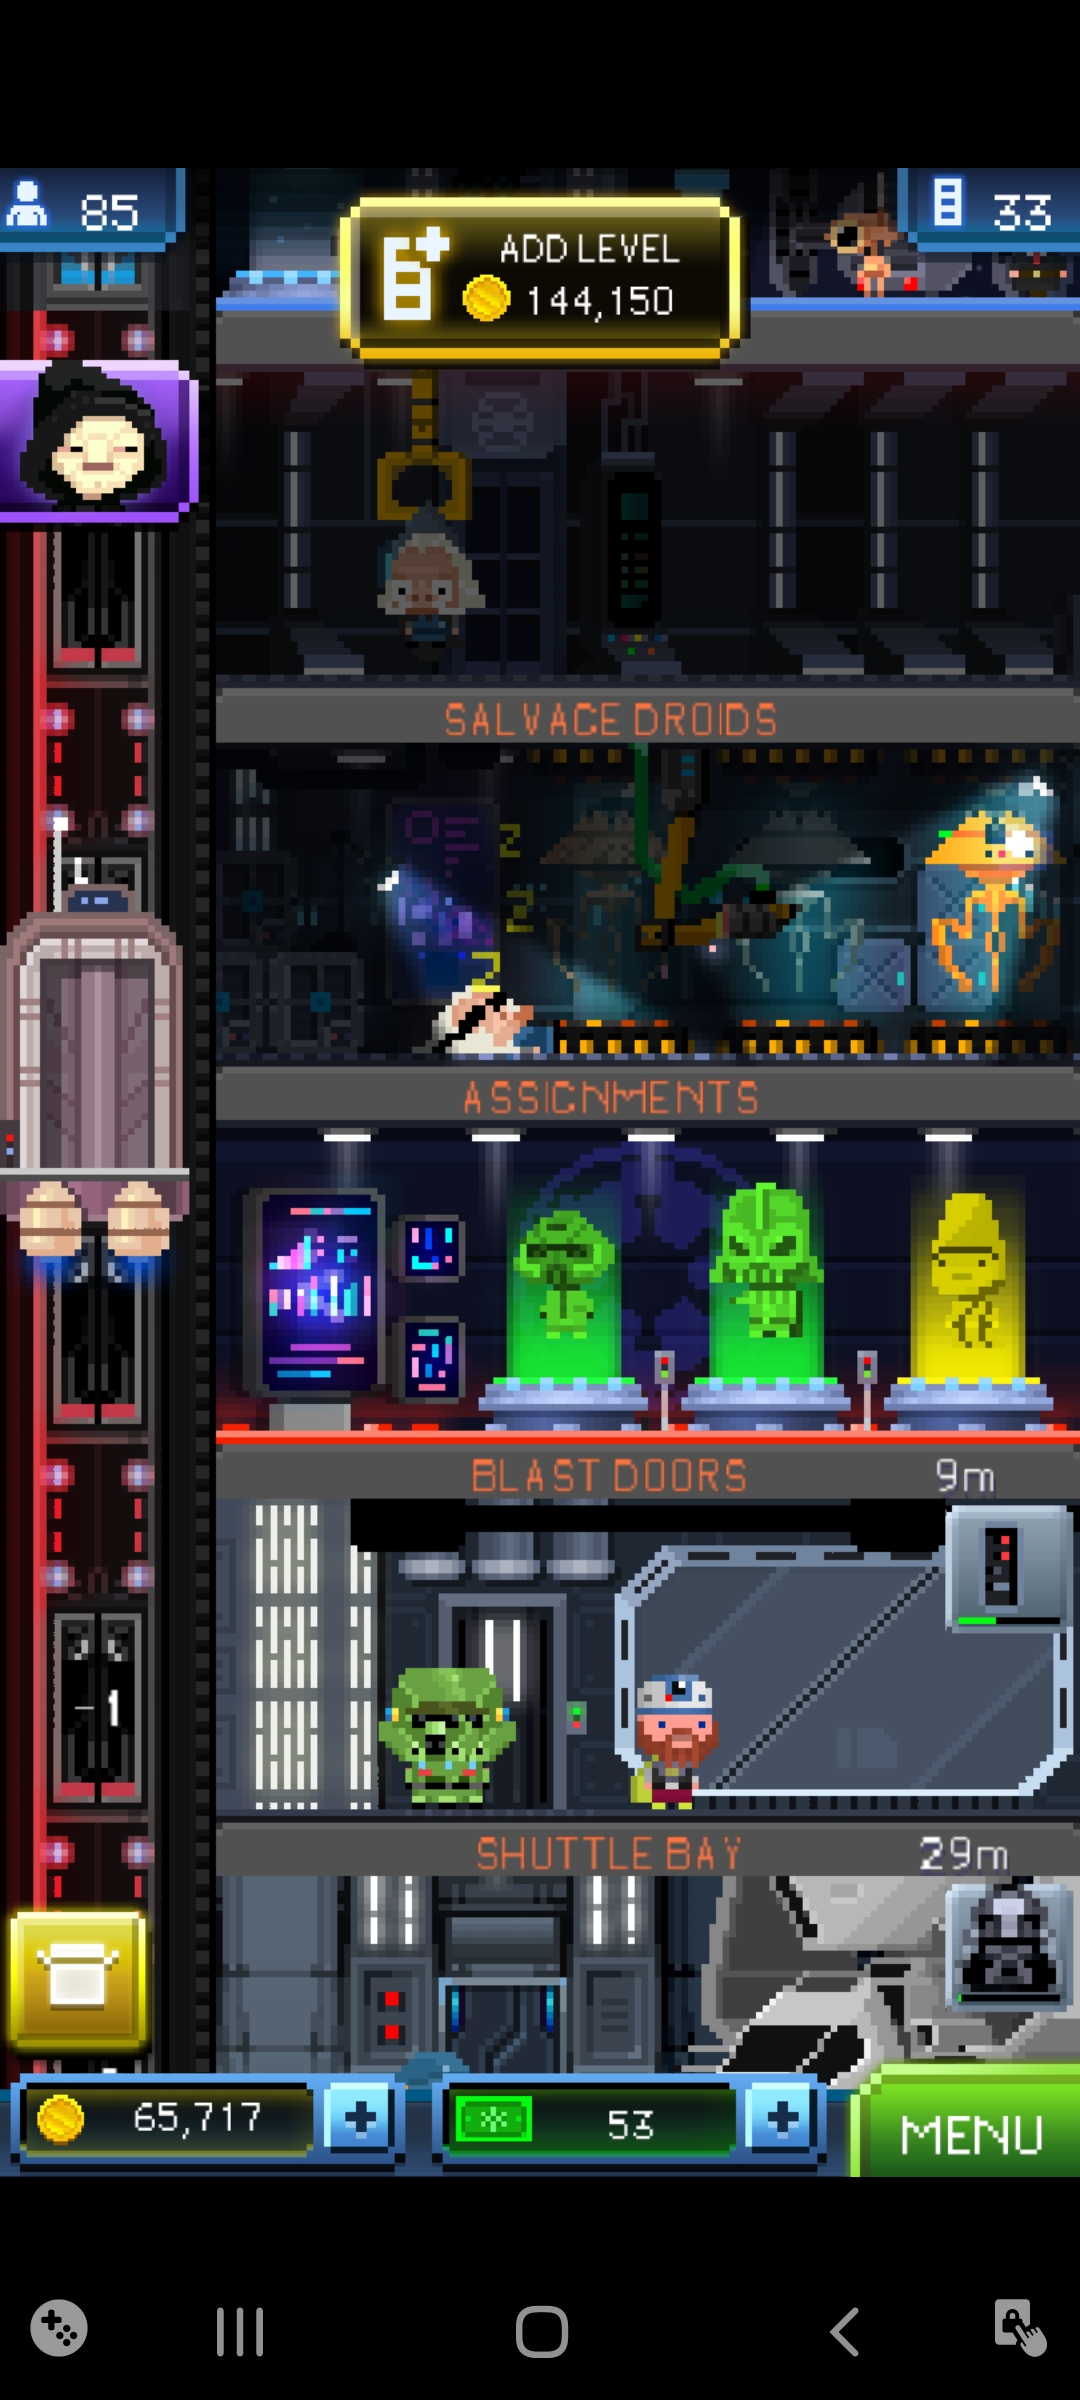 85
ADD LEVEL
144,150
33
SALVAGE DROIDS
Z
Z
Z
ASSIGNMENTS
BLAST DOORS 9m
-1
SHUTTLE BAY 29m
65,717
53
MENU